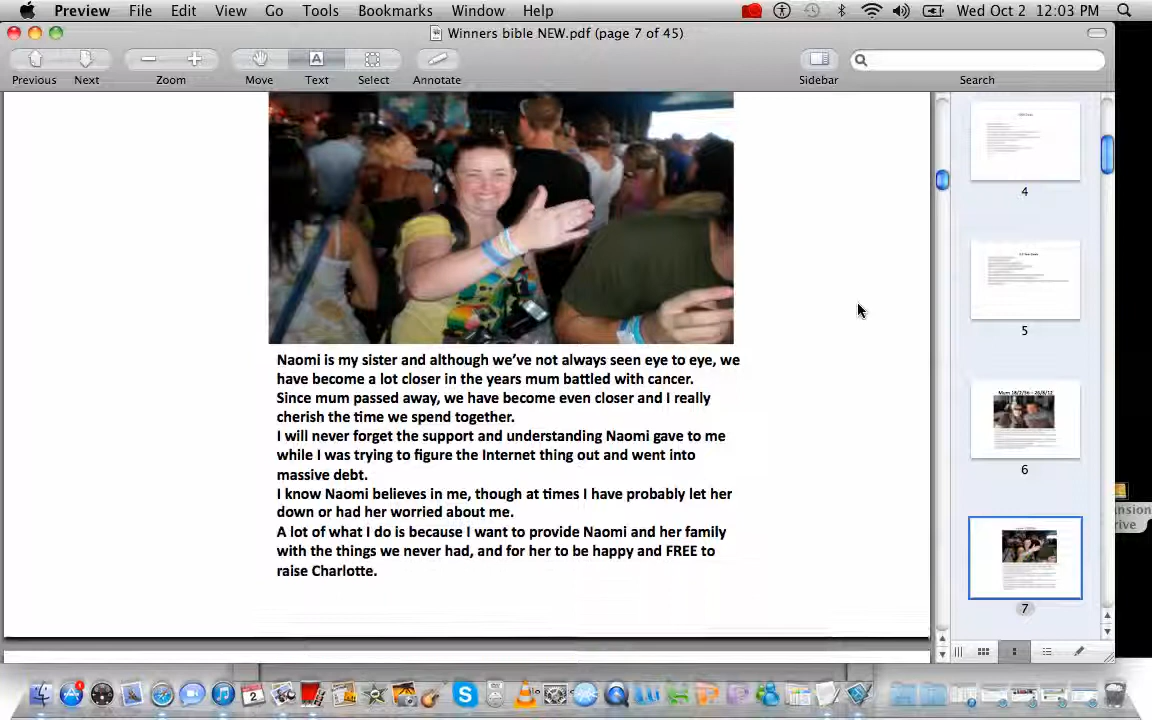 Preview File Edit View Go Tools Bookmarks Window Help Wed Oct 2 12:03 PM
Winners bible NEW.pdf (page 7 of 45)
Previous Next Zoom Move Text Select Annotate Sidebar Search
Naomi is my sister and although we've not always seen eye to eye, we
have become a lot closer in the years mum battled with cancer.
Since mum passed away, we have become even closer and I really
cherish the time we spend together.
I will never forget the support and understanding Naomi gave to me
while I was trying to figure the Internet thing out and went into
massive debt.
I know Naomi believes in me, though at times I have probably let her
down or had her worried about me.
A lot of what I do is because I want to provide Naomi and her family
with the things we never had, and for her to be happy and FREE to
raise Charlotte.
4
5
6
7